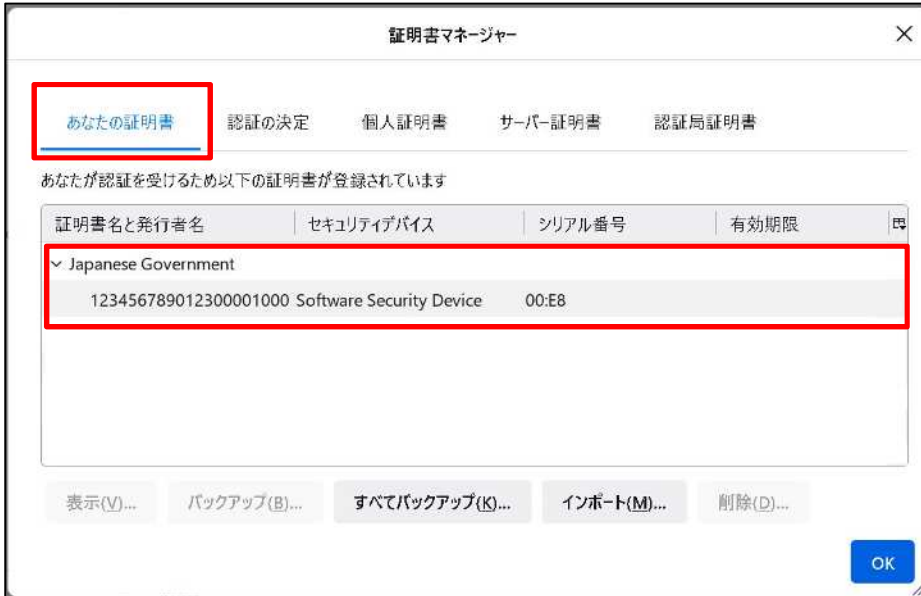 証明書マネージャー
あなたの証明書 認証の決定 個人証明書 サーバー証明書 認証局証明書
あなたが認証を受けるため以下の証明書が登録されています
証明書名と発行者名 セキュリティデバイス シリアル番号 有効期限
Japanese Government
123456789012300001000 Software Security Device 00:E8
表示(V)... バックアップ(B)... すべてバックアップ(K)... インポート(M)... 削除(D)...
OK